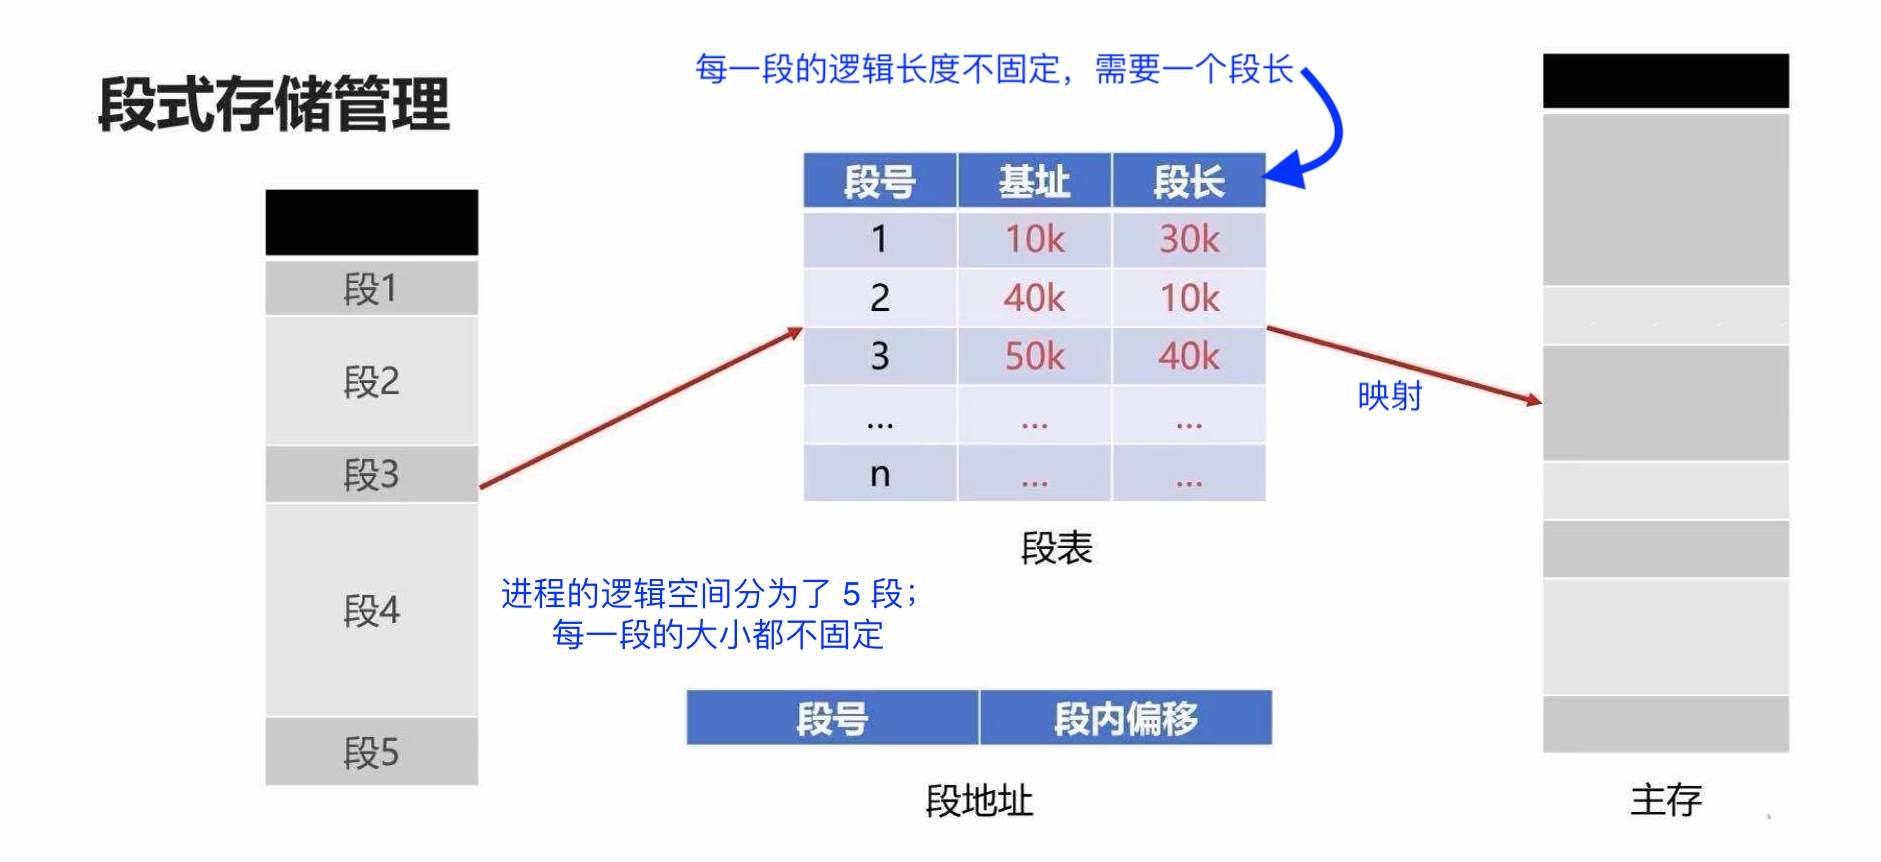 每一段的逻辑长度不固定，需要一个段长
段式存储管理
段号 基址 段长
1 10k 30k
2 40k 10k
3 50k 40k
... ... ...
n ... ...
段表
段1
段2
段3
段4
段5
映射
进程的逻辑空间分为了 5 段；
每一段的大小都不固定
段号 段内偏移
段地址
主存